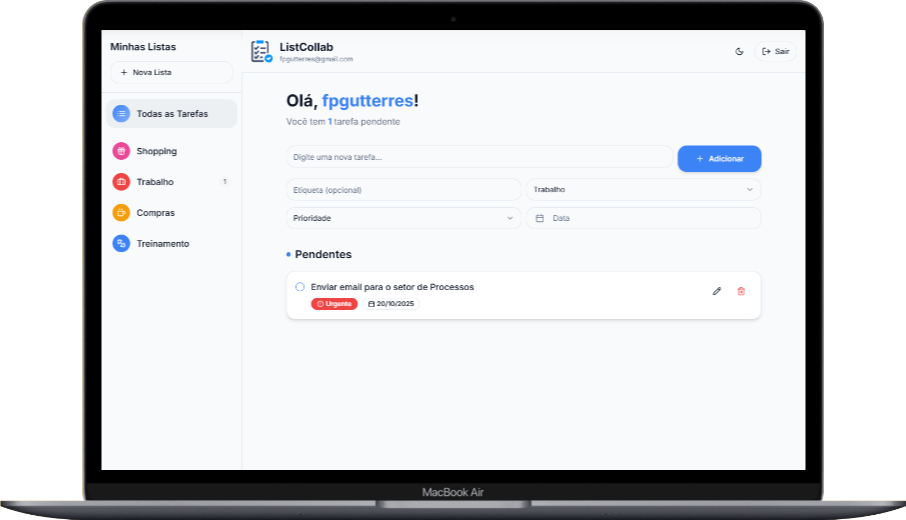 Minhas Listas
+ Nova Lista
Todas as Tarefas
Shopping
Trabalho 1
Compras
Treinamento
ListCollab
fpgutterres@gmail.com
Sair
Olá, fpgutterres!
Você tem 1 tarefa pendente
Digite uma nova tarefa...
+ Adicionar
Etiqueta (opcional)
Trabalho
Prioridade
Data
Pendentes
Enviar email para o setor de Processos
Urgente 20/10/2025
MacBook Air